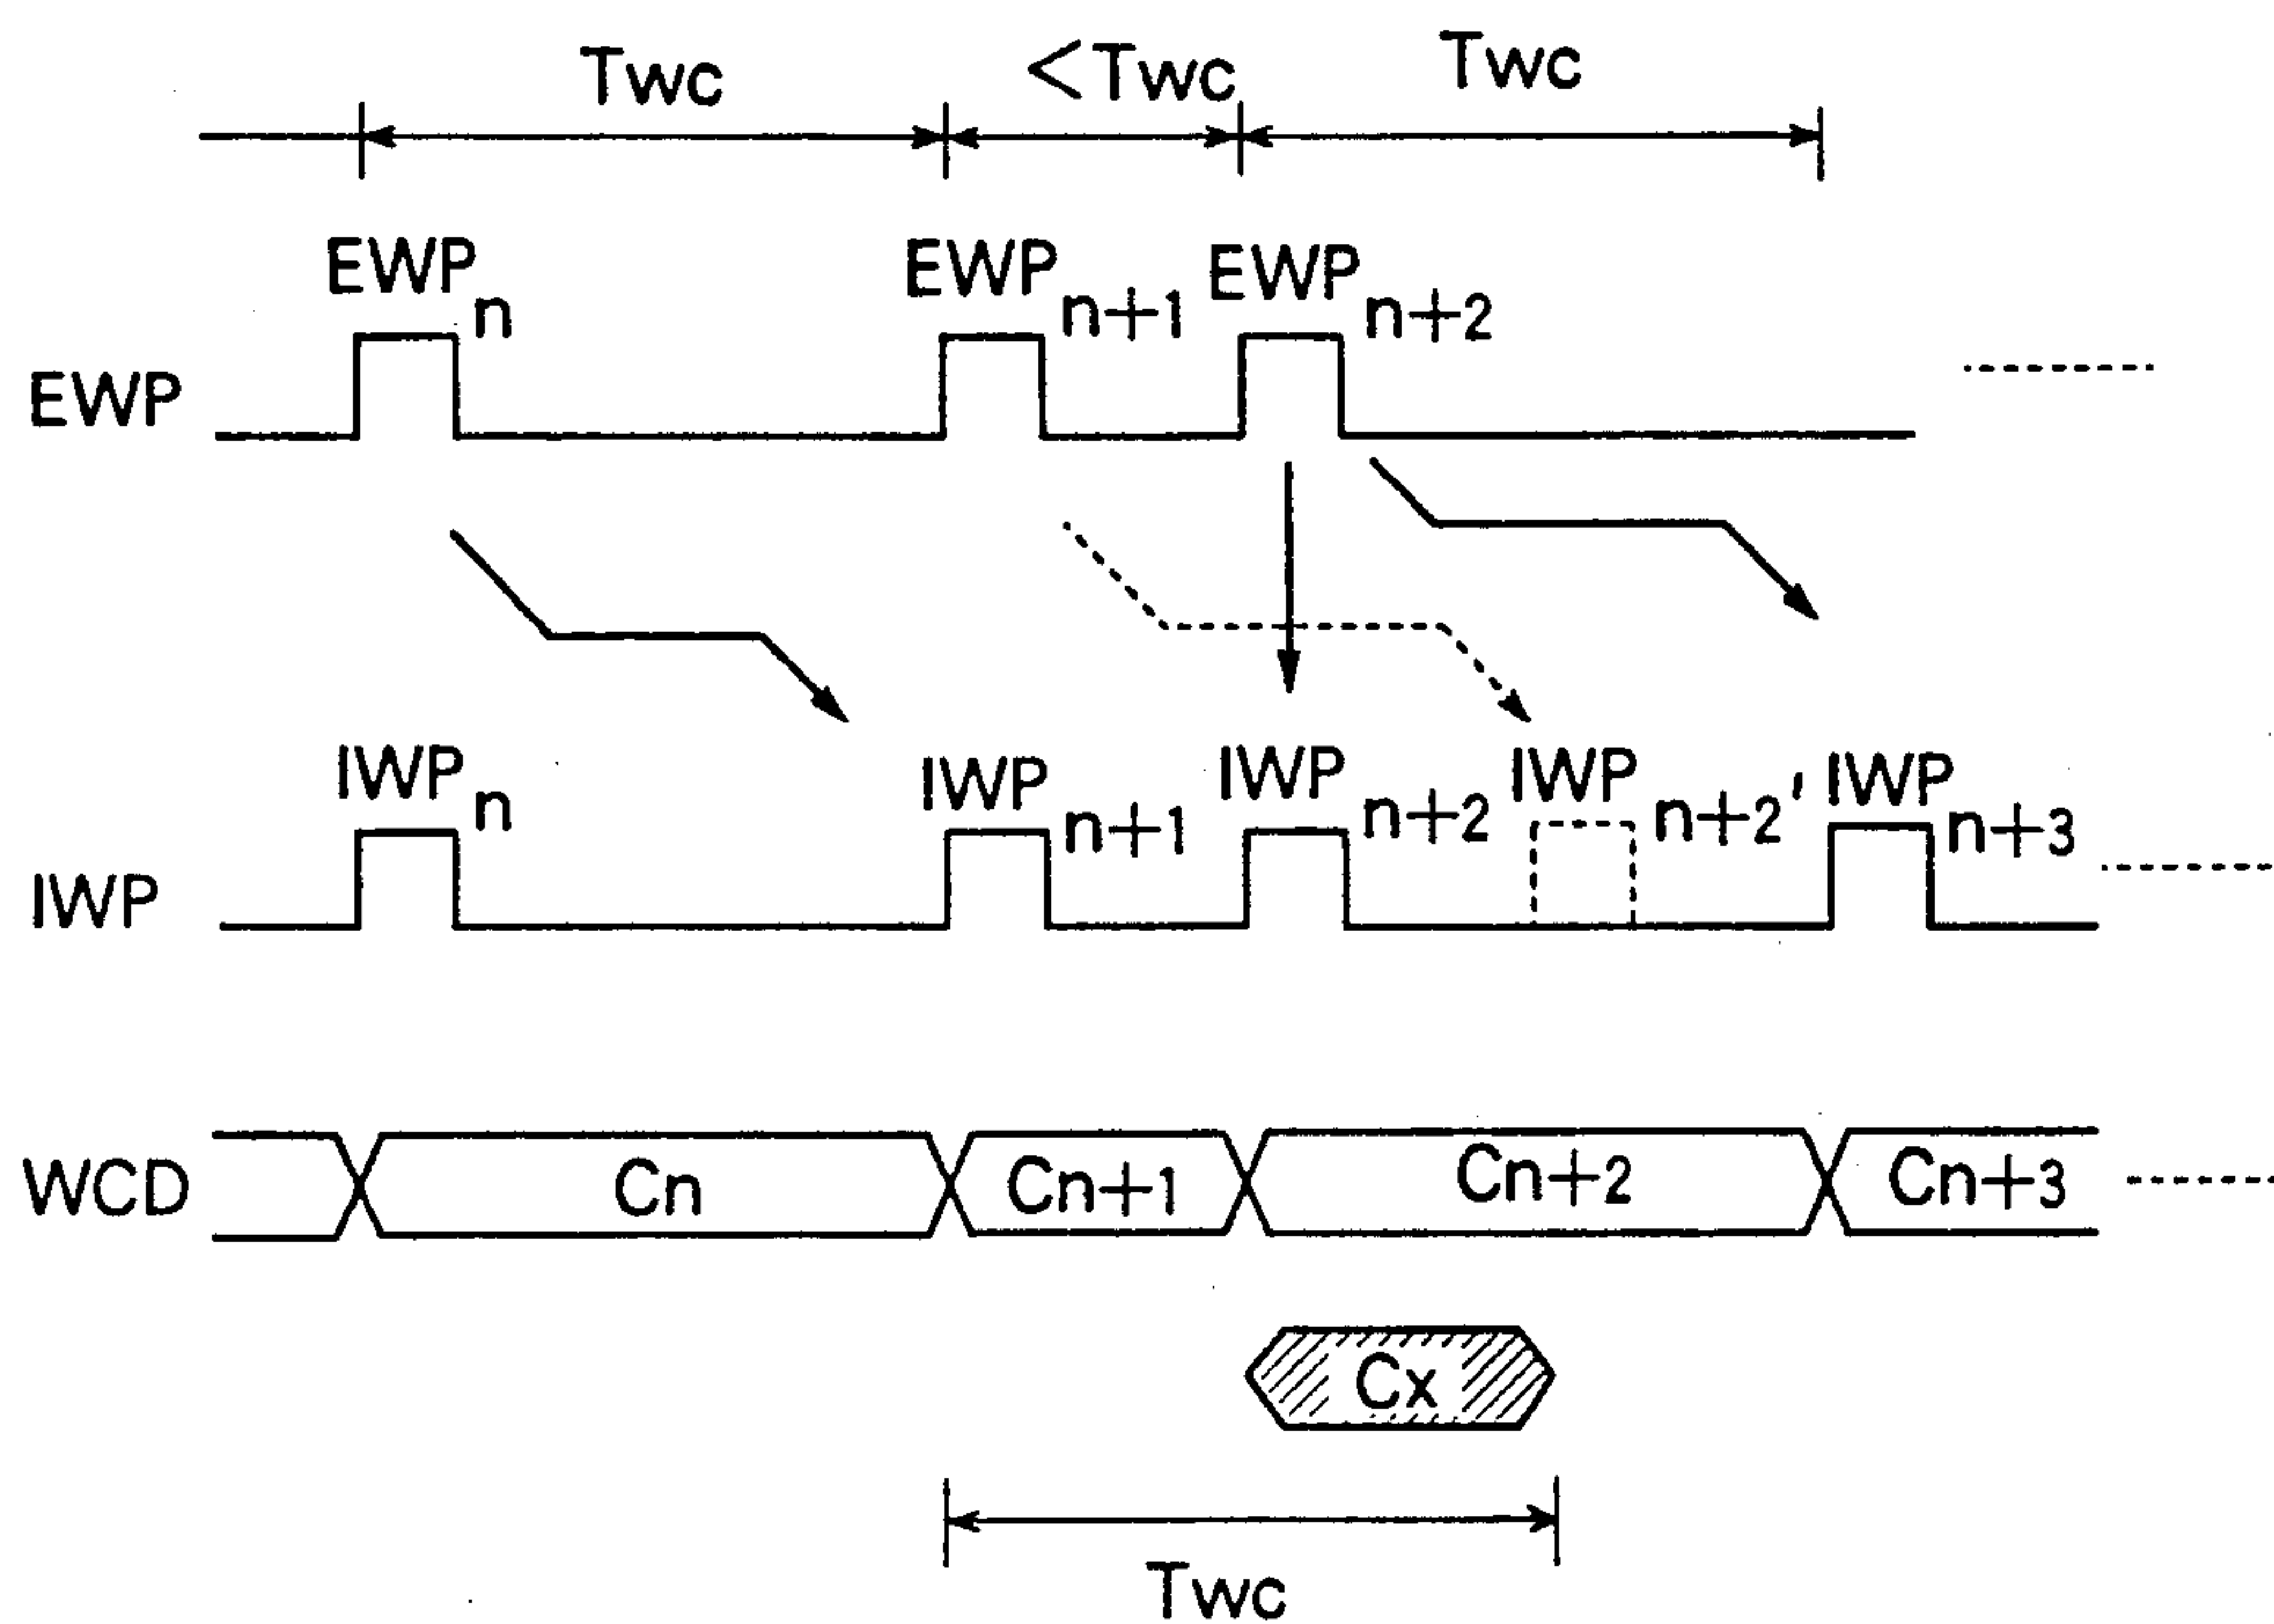 Twc <Twc Twc
EWPn EWPn+1 EWPn+2
EWP
IWPn IWPn+1 IWPn+2 IWPn+2' IWPn+3
IWP
WCD Cn Cn+1 Cn+2 Cn+3
Cx
Twc